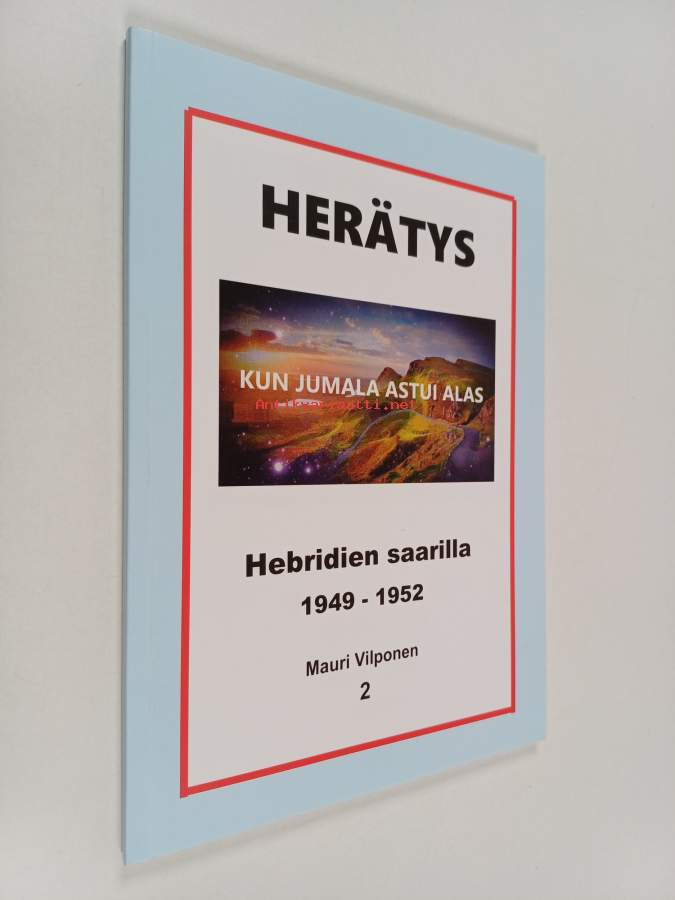 HERÄTYS
KUN JUMALA ASTUI ALAS
Antikvariaatti.net
Hebridien saarilla
1949 - 1952
Mauri Vilponen
2